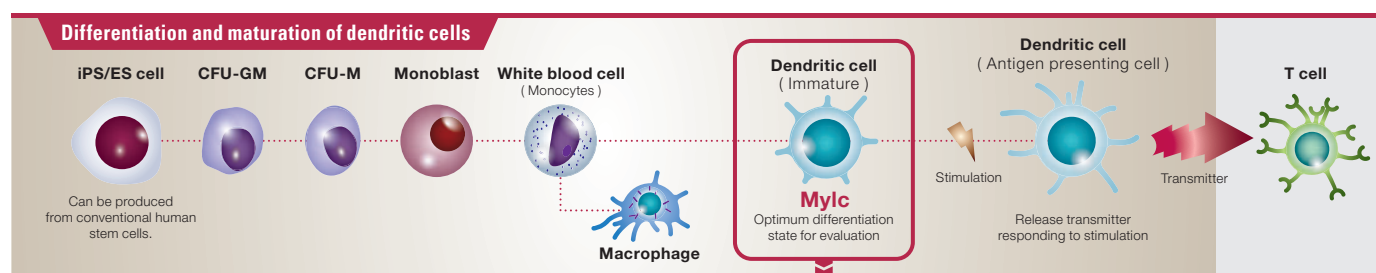 Differentiation and maturation of dendritic cells
iPS/ES cell
Can be produced
from conventional human
stem cells.
CFU-GM
CFU-M
Monoblast
White blood cell
( Monocytes )
Macrophage
Dendritic cell
( Immature )
Mylc
Optimum differentiation
state for evaluation
Stimulation
Dendritic cell
( Antigen presenting cell )
Release transmitter
responding to stimulation
Transmitter
T cell